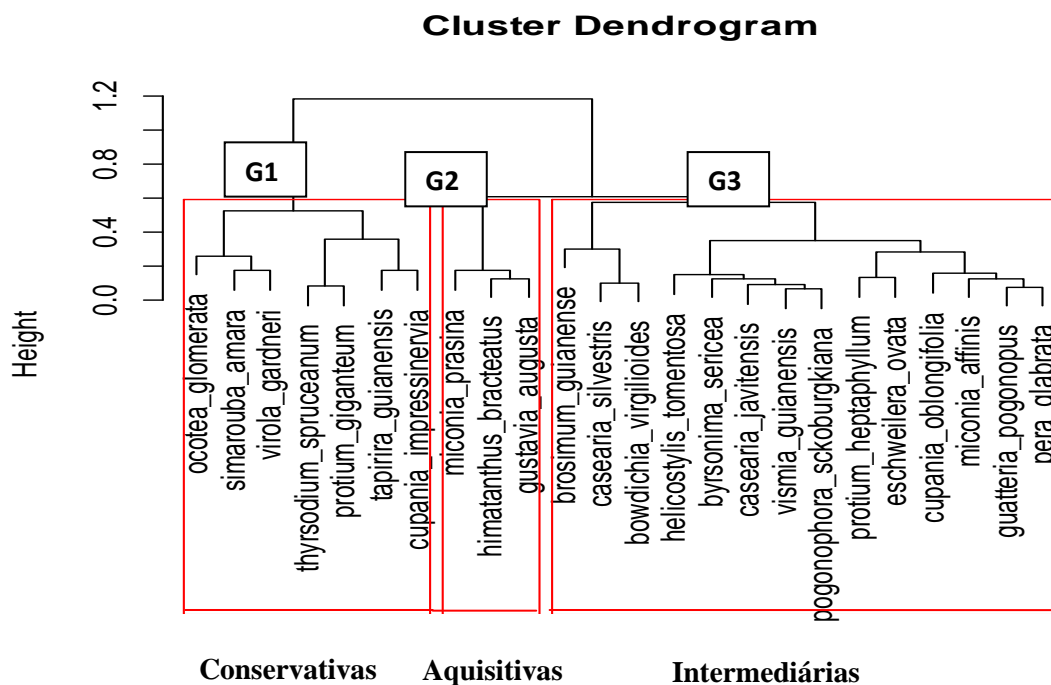 Cluster Dendrogram
Height
1.2
0.8
0.4
0.0
G1
G2
G3
ocotea_glomerata
simarouba_amara
virola_gardneri
thyrsodium_spruceanum
protium_giganteum
tapirira_guianensis
cupania_impressinervia
miconia_prasina
himatanthus_bracteatus
gustavia_augusta
brosimum_guianense
casearia_silvestris
bowdichia_virgilioides
helicostylis_tomentosa
byrsonima_sericea
casearia_javitensis
vismia_guianensis
pogonophora_sckoburgkiana
protium_heptaphyllum
eschweilera_ovata
cupania_oblongifolia
miconia_affinis
guatteria_pogonopus
pera_glabrata
Conservativas
Aquisitivas
Intermediárias